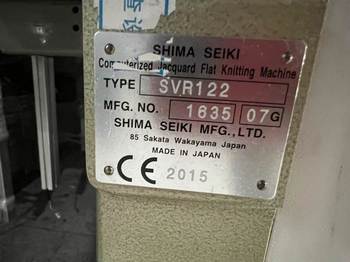 SHIMA SEIKI
Computerized Jacquard Flat Knitting Machine
TYPE SVR122
MFG. NO. 1635 07G
SHIMA SEIKI MFG.,LTD.
85 Sakata Wakayama Japan
MADE IN JAPAN
CE 2015